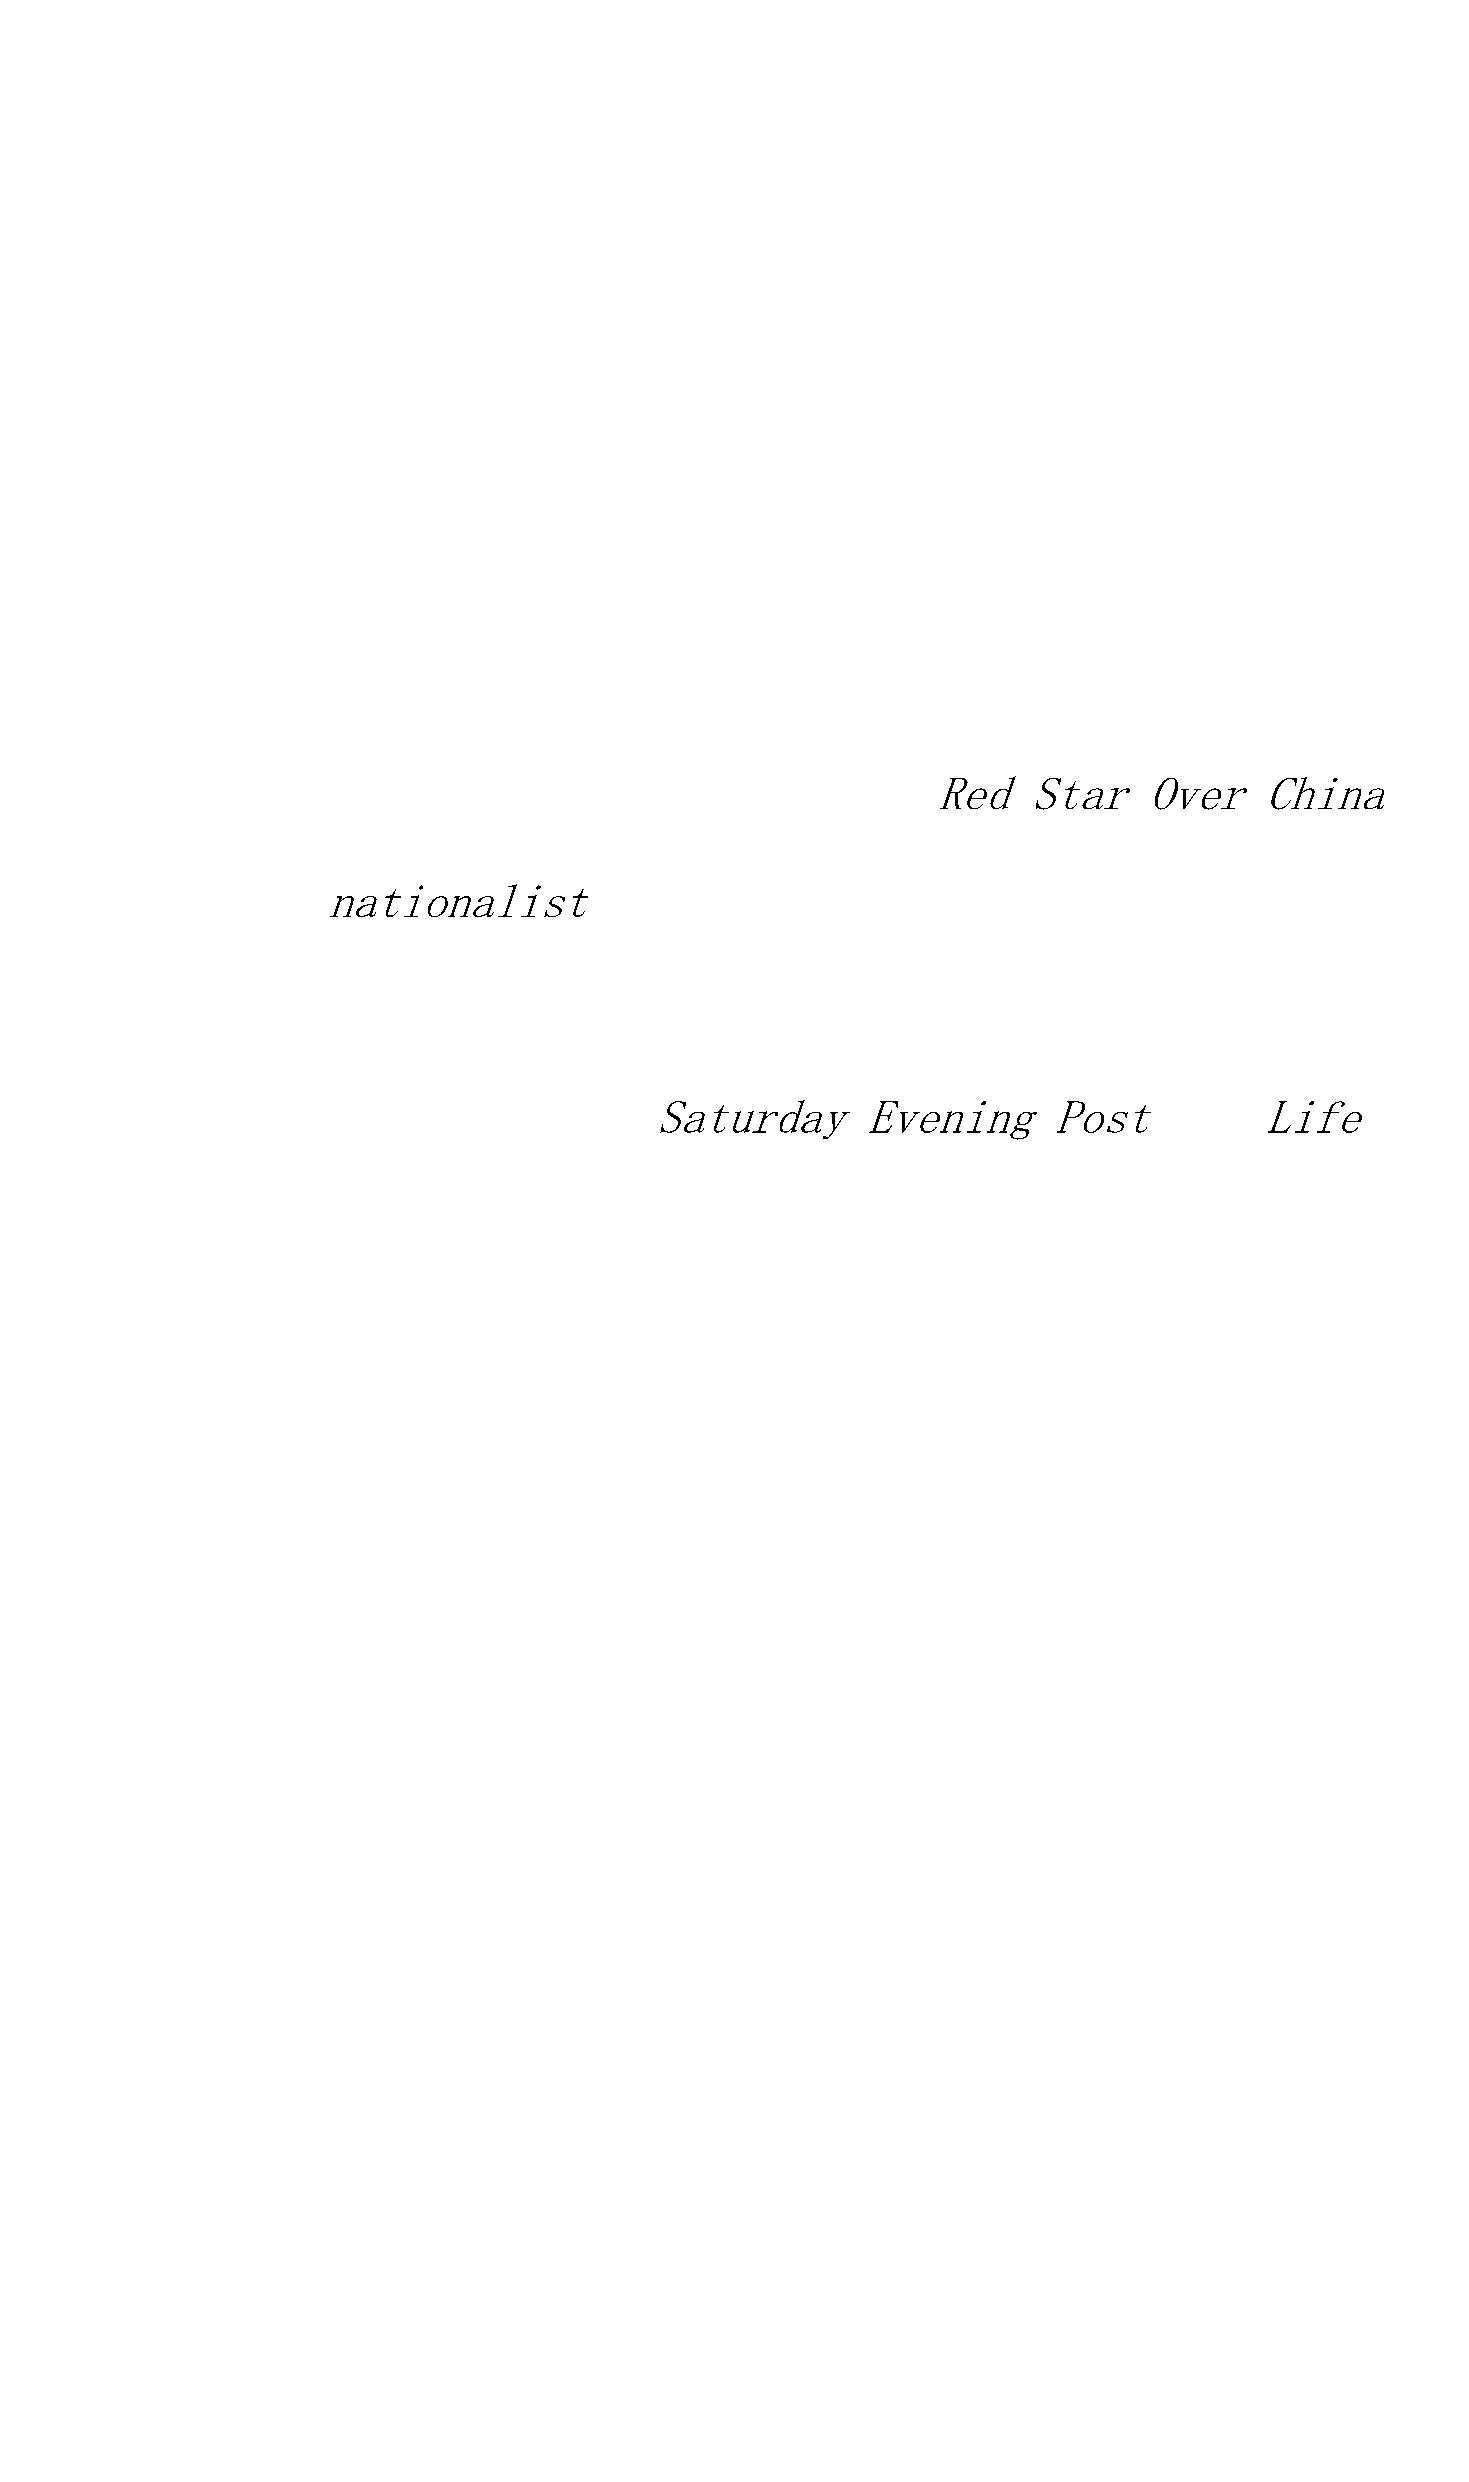 Red Star Over China
nationalist
Saturday Evening Post Life